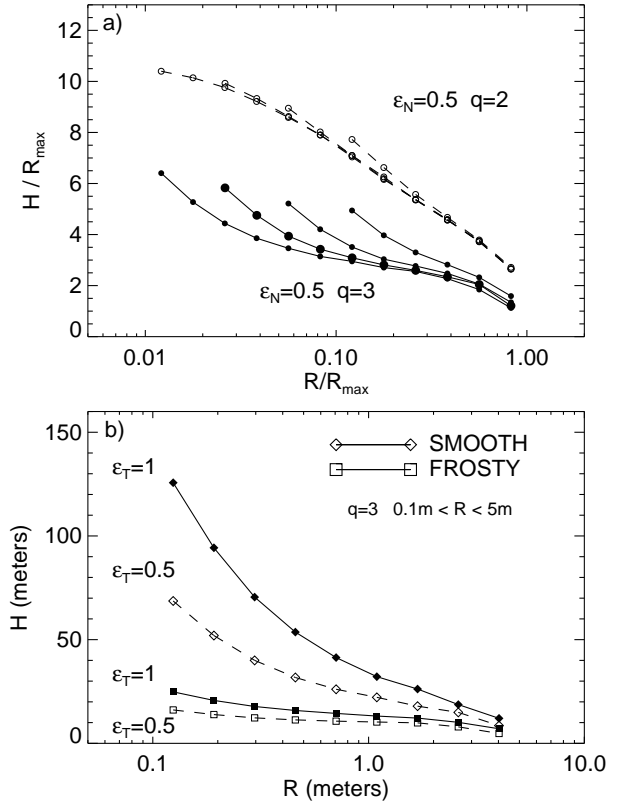 a)
12
10
8
6
4
2
0
H / R_max
ε_N=0.5 q=2
ε_N=0.5 q=3
0.01
0.10
1.00
R/R_max
b)
150
100
50
0
H (meters)
SMOOTH
FROSTY
q=3 0.1m < R < 5m
ε_T=1
ε_T=0.5
ε_T=1
ε_T=0.5
0.1
1.0
10.0
R (meters)